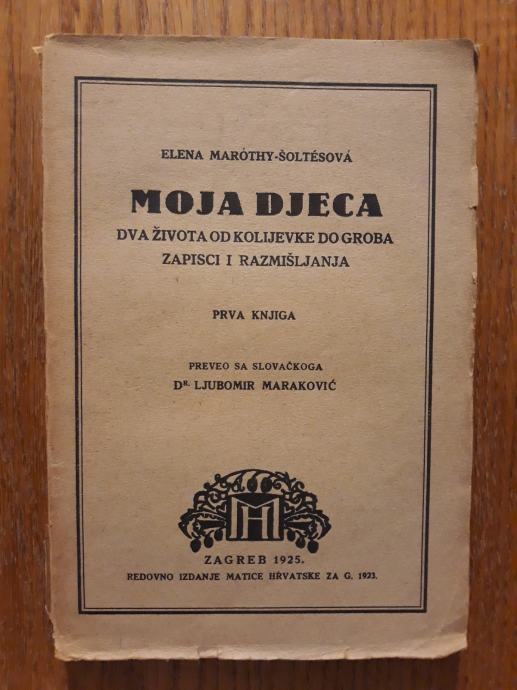 ELENA MARÓTHY-ŠOLTÉSOVÁ
MOJA DJECA
DVA ŽIVOTA OD KOLIJEVKE DO GROBA
ZAPISCI I RAZMIŠLJANJA
PRVA KNJIGA
PREVEO SA SLOVAČKOGA
DR. LJUBOMIR MARAKOVIĆ
MH
ZAGREB 1925.
REDOVNO IZDANJE MATICE HRVATSKE ZA G. 1923.